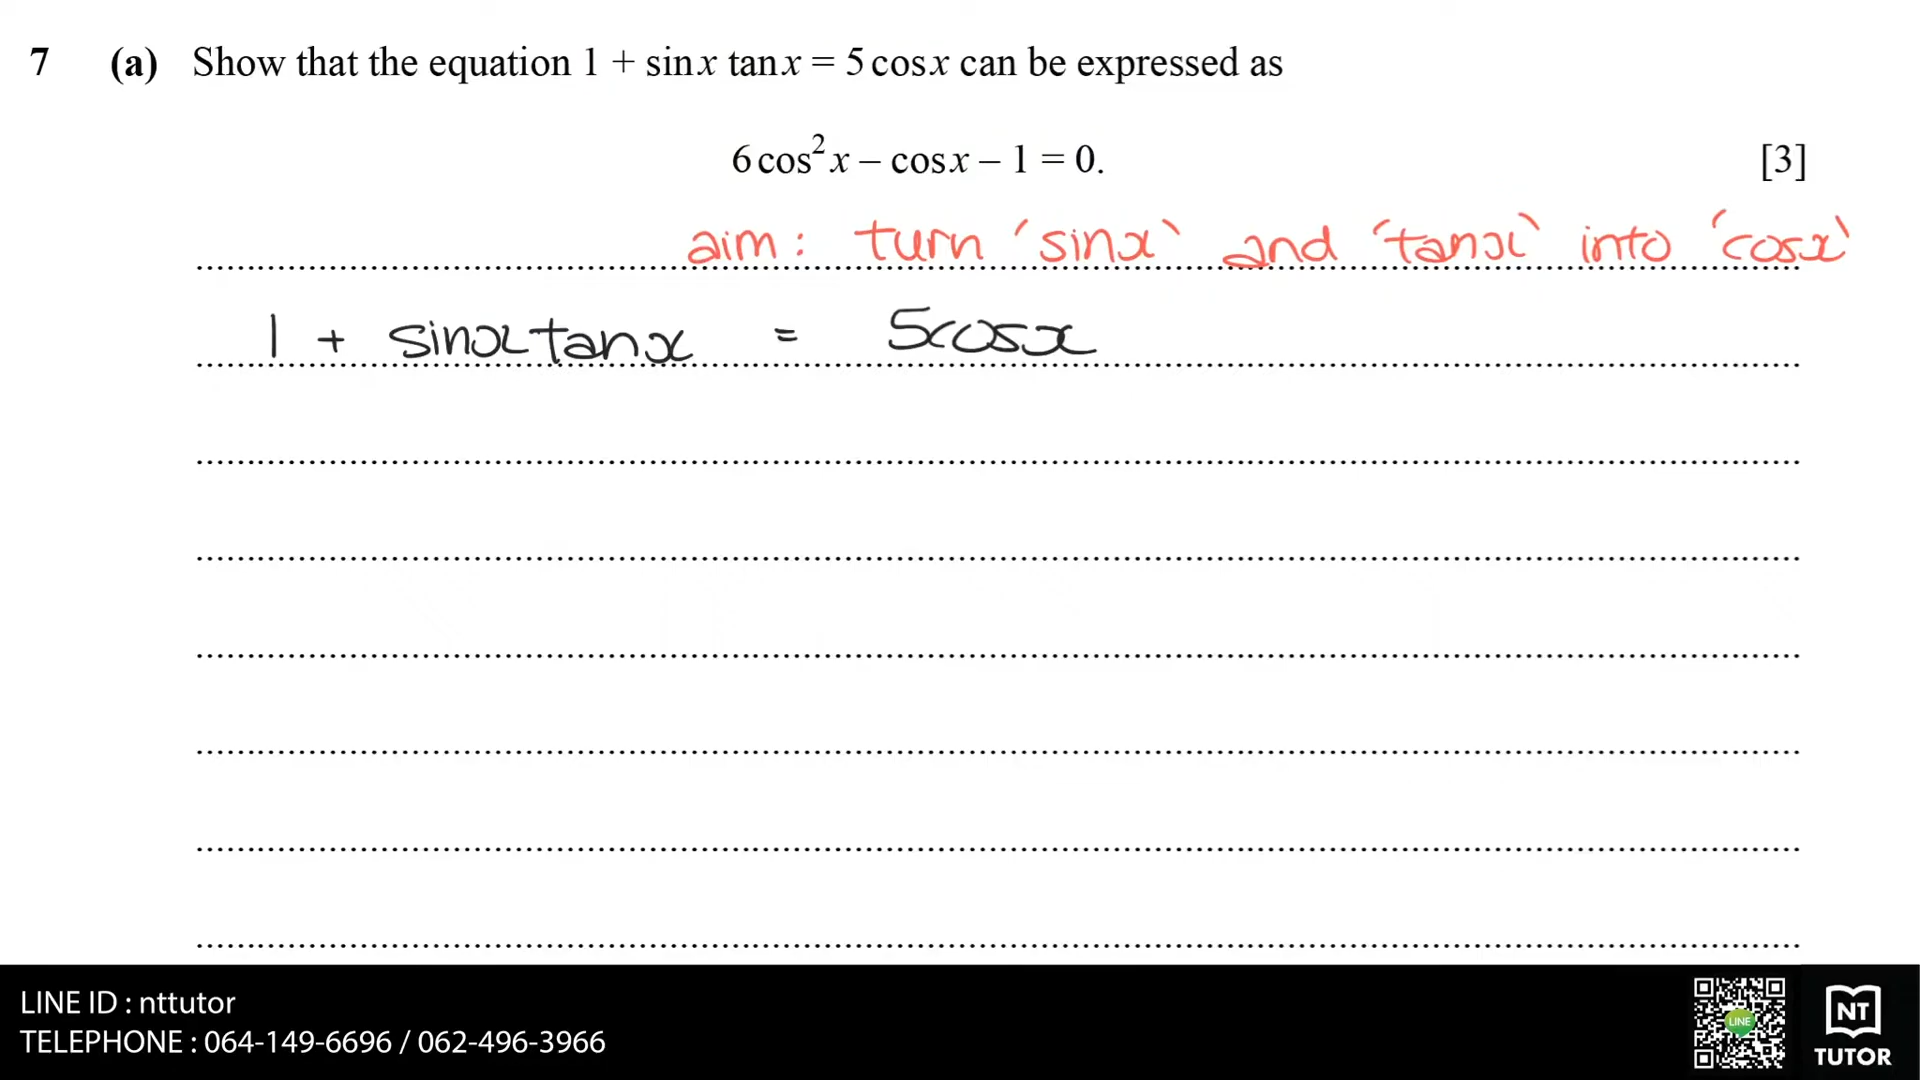 7 (a) Show that the equation 1 + sin x tan x = 5 cos x can be expressed as
6 cos² x – cos x – 1 = 0. [3]
aim : turn ‘sinx‘ and ‘tanx‘ into ‘cosx‘
1 + sinx tanx = 5cosx
LINE ID : nttutor
TELEPHONE : 064-149-6696 / 062-496-3966
LINE
NT
TUTOR